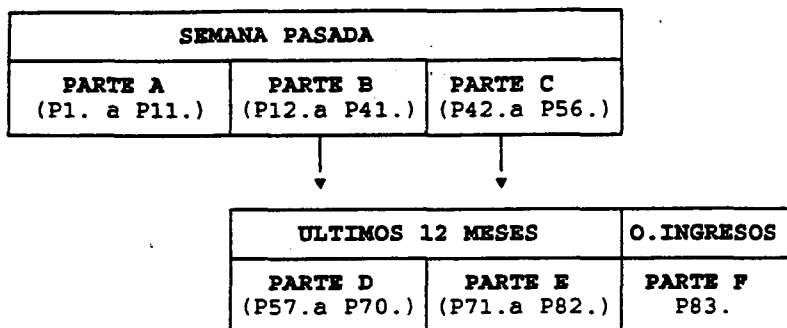 SEMANA PASADA
PARTE A PARTE B PARTE C
(P1. a P11.) (P12.a P41.) (P42.a P56.)
ULTIMOS 12 MESES O.INGRESOS
PARTE D PARTE E PARTE F
(P57.a P70.) (P71.a P82.) P83.